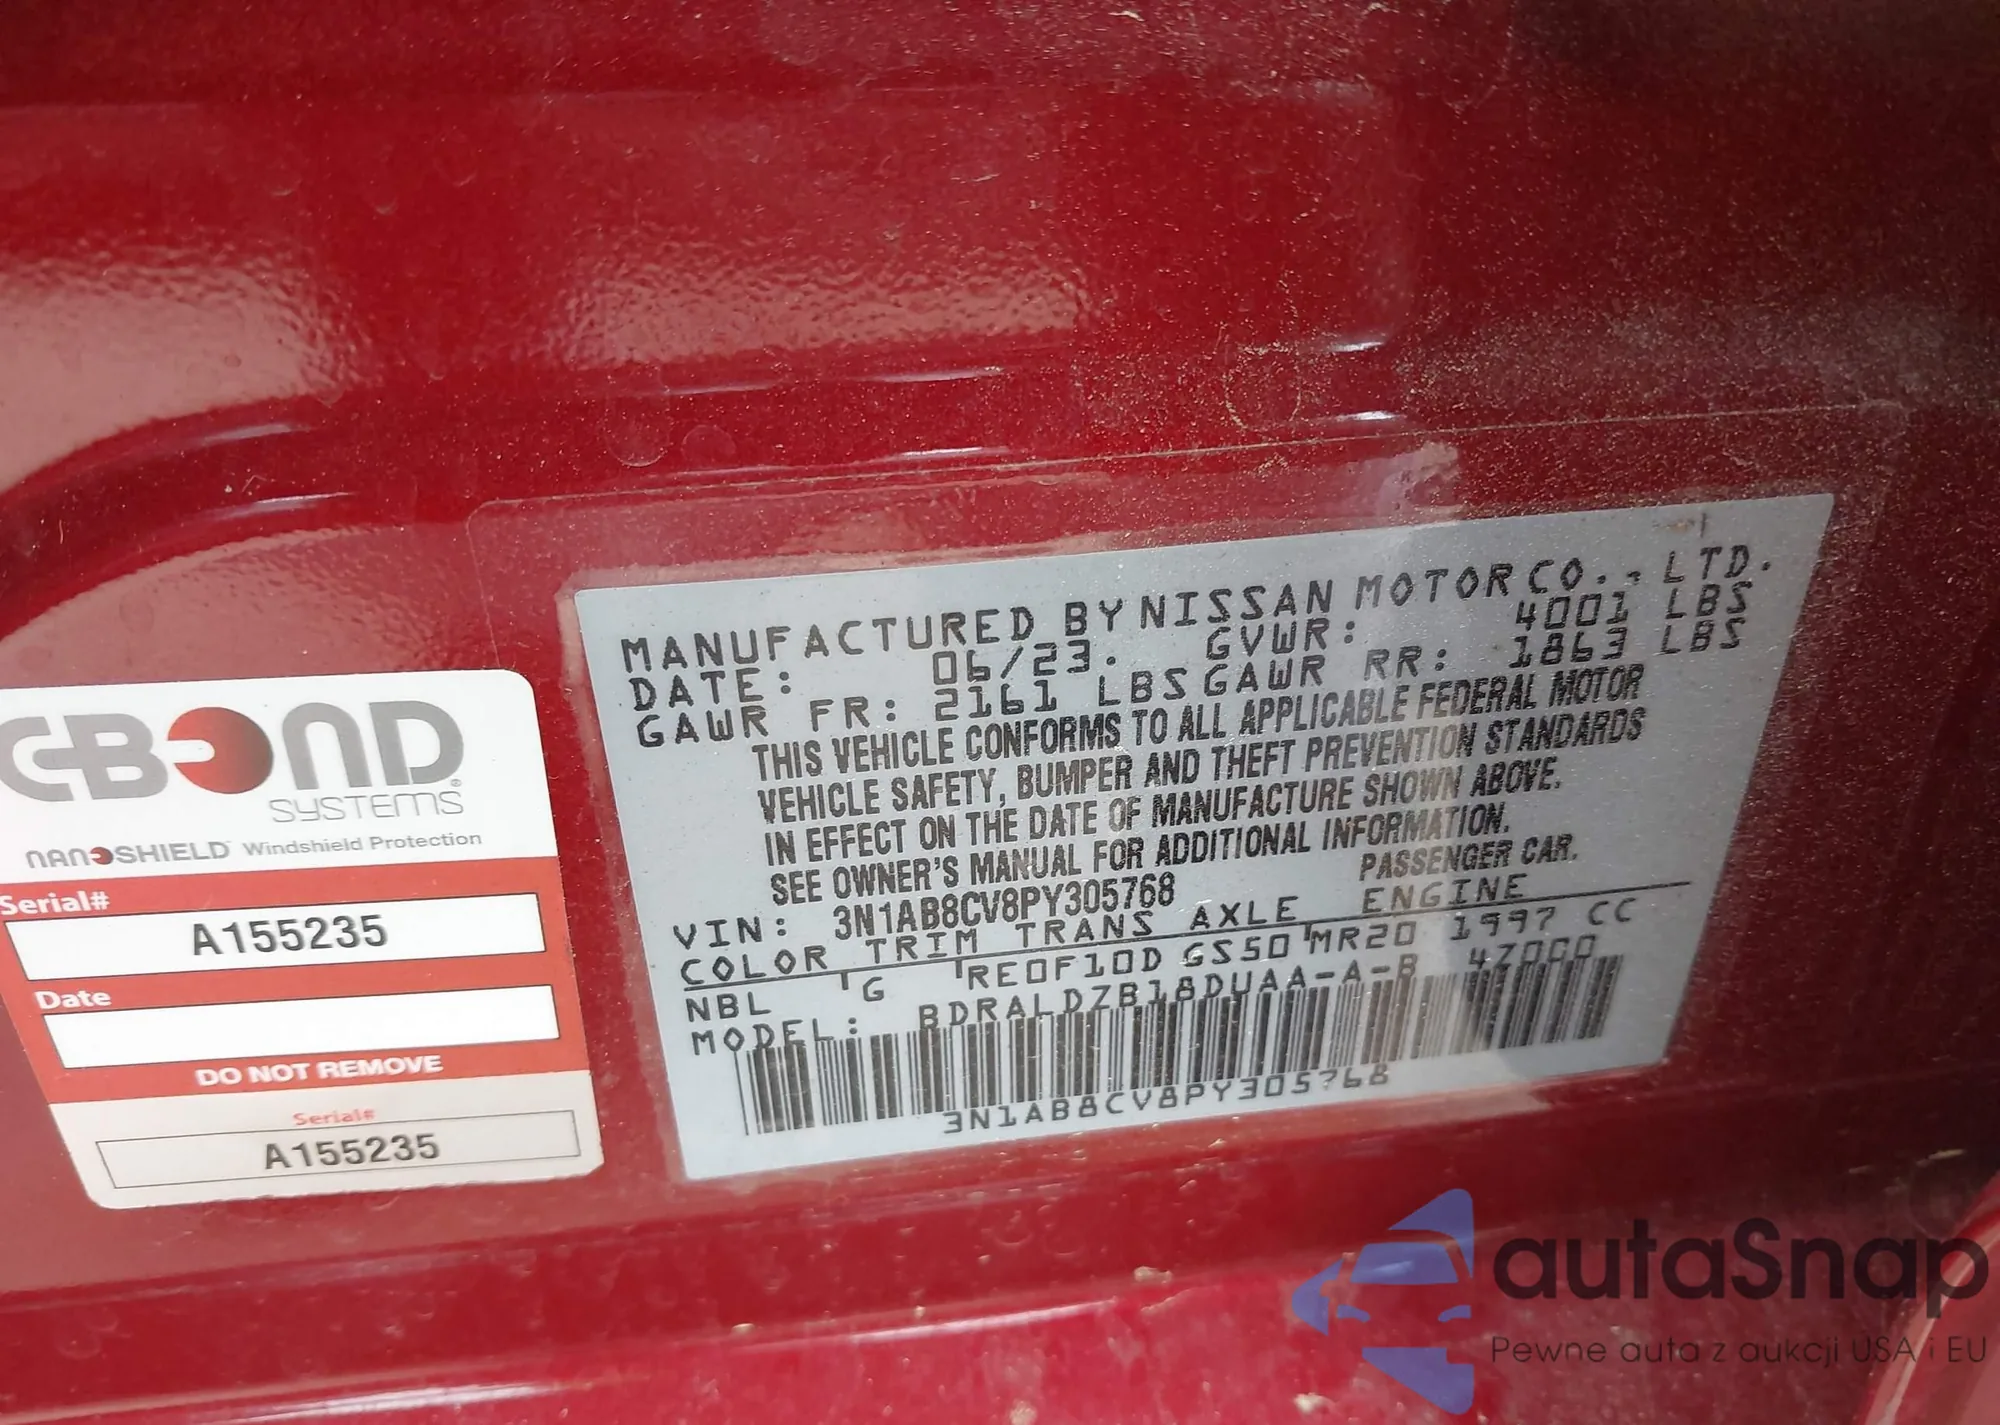 MANUFACTURED BY NISSAN MOTOR CO., LTD.
DATE: 06/23. GVWR: 4001 LBS
GAWR FR: 2161 LBS GAWR RR: 1863 LBS
THIS VEHICLE CONFORMS TO ALL APPLICABLE FEDERAL MOTOR
VEHICLE SAFETY, BUMPER AND THEFT PREVENTION STANDARDS
IN EFFECT ON THE DATE OF MANUFACTURE SHOWN ABOVE.
SEE OWNER'S MANUAL FOR ADDITIONAL INFORMATION.
VIN: 3N1AB8CV8PY305768 PASSENGER CAR.
COLOR TRIM TRANS AXLE ENGINE
NBL G RE0F10D GS50 MR20 1997 CC
MODEL: BDRALDZB18DUAA-A-B 4Z0C0
3N1AB8CV8PY305768
CBOND
SYSTEMS®
NANOSHIELD Windshield Protection
Serial#
A155235
Date
DO NOT REMOVE
Serial#
A155235
autaSnap
Pewne auta z aukcji USA i EU